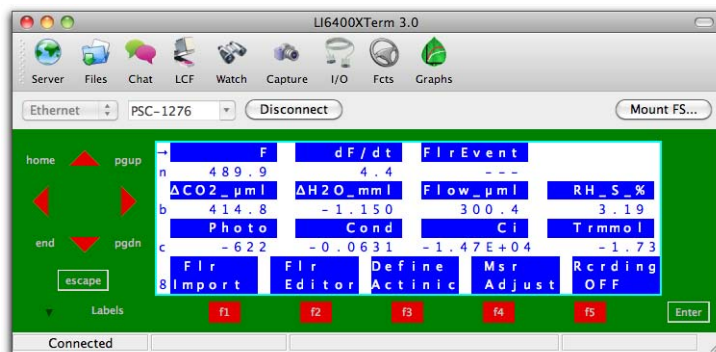 LI6400XTerm 3.0
Server Files Chat LCF Watch Capture I/O Fcts Graphs
Ethernet PSC-1276 Disconnect Mount FS...
home pgup
end pgdn
escape
→ F dF/dt FlrEvent
n 489.9 4.4 ---
ΔCO2_µml ΔH2O_mml Flow_µml RH_S_%
b 414.8 -1.150 300.4 3.19
Photo Cond Ci Trmmol
c -622 -0.0631 -1.47E+04 -1.73
Flr Flr Define Msr Rcrding
8 Import Editor Actinic Adjust OFF
Labels f1 f2 f3 f4 f5 Enter
Connected